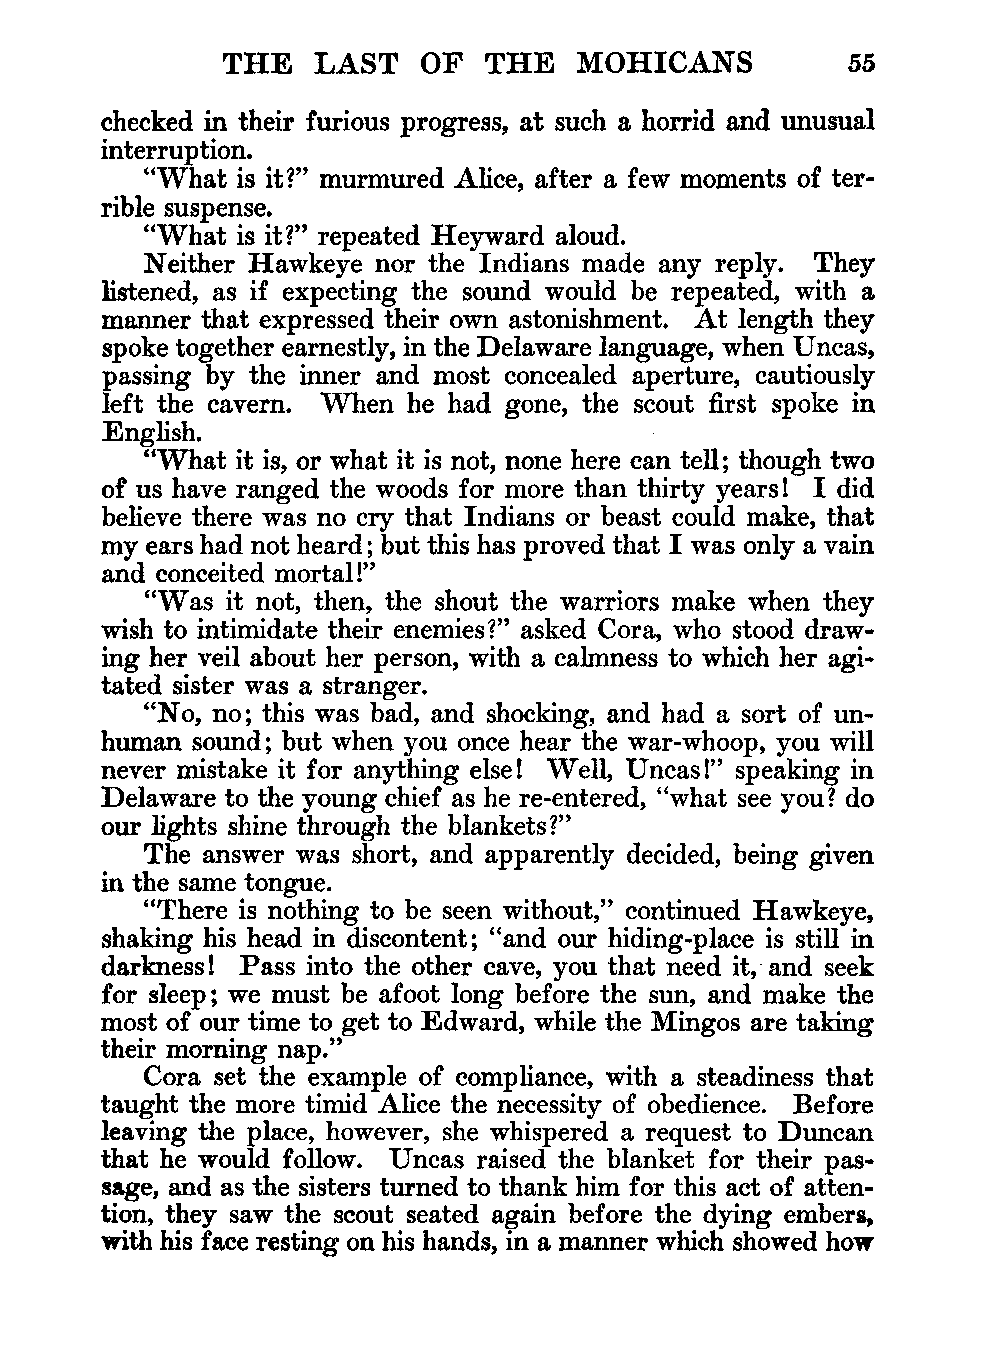 THE LAST OF THE MOHICANS 55
checked in their furious progress, at such a horrid and unusual
interruption.
“What is it?” murmured Alice, after a few moments of ter-
rible suspense.
“What is it?” repeated Heyward aloud.
Neither Hawkeye nor the Indians made any reply. They
listened, as if expecting the sound would be repeated, with a
manner that expressed their own astonishment. At length they
spoke together earnestly, in the Delaware language, when Uncas,
passing by the inner and most concealed aperture, cautiously
left the cavern. When he had gone, the scout first spoke in
English.
“What it is, or what it is not, none here can tell; though two
of us have ranged the woods for more than thirty years! I did
believe there was no cry that Indians or beast could make, that
my ears had not heard; but this has proved that I was only a vain
and conceited mortal!”
“Was it not, then, the shout the warriors make when they
wish to intimidate their enemies?” asked Cora, who stood draw-
ing her veil about her person, with a calmness to which her agi-
tated sister was a stranger.
“No, no; this was bad, and shocking, and had a sort of un-
human sound; but when you once hear the war-whoop, you will
never mistake it for anything else! Well, Uncas!” speaking in
Delaware to the young chief as he re-entered, “what see you? do
our lights shine through the blankets?”
The answer was short, and apparently decided, being given
in the same tongue.
“There is nothing to be seen without,” continued Hawkeye,
shaking his head in discontent; “and our hiding-place is still in
darkness! Pass into the other cave, you that need it, and seek
for sleep; we must be afoot long before the sun, and make the
most of our time to get to Edward, while the Mingos are taking
their morning nap.”
Cora set the example of compliance, with a steadiness that
taught the more timid Alice the necessity of obedience. Before
leaving the place, however, she whispered a request to Duncan
that he would follow. Uncas raised the blanket for their pas-
sage, and as the sisters turned to thank him for this act of atten-
tion, they saw the scout seated again before the dying embers,
with his face resting on his hands, in a manner which showed how